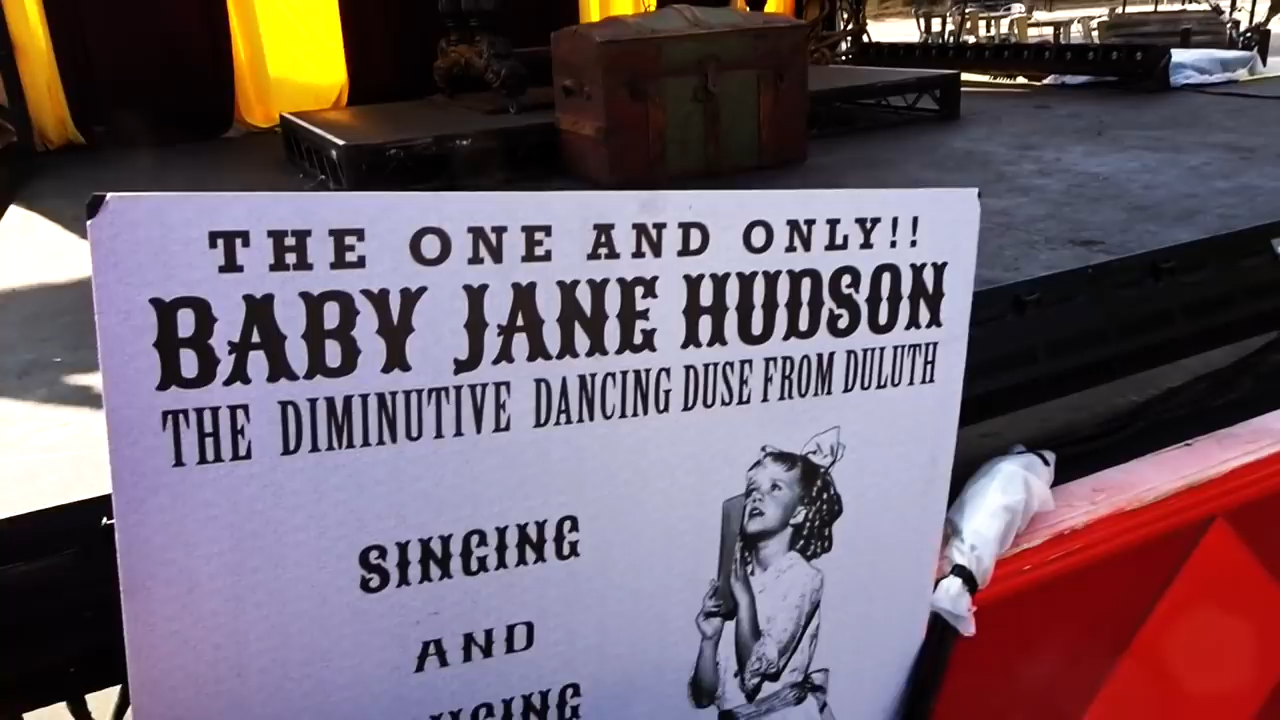 THE ONE AND ONLY!!
BABY JANE HUDSON
THE DIMINUTIVE DANCING DUSE FROM DULUTH
SINGING
AND